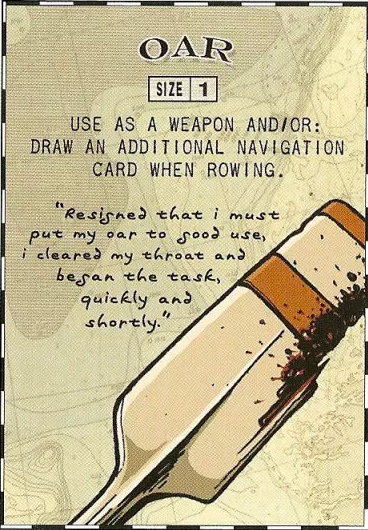 OAR
SIZE 1
USE AS A WEAPON AND/OR:
DRAW AN ADDITIONAL NAVIGATION
CARD WHEN ROWING.
"Resigned that i must
put my oar to good use,
i cleared my throat and
began the task,
quickly and
shortly."